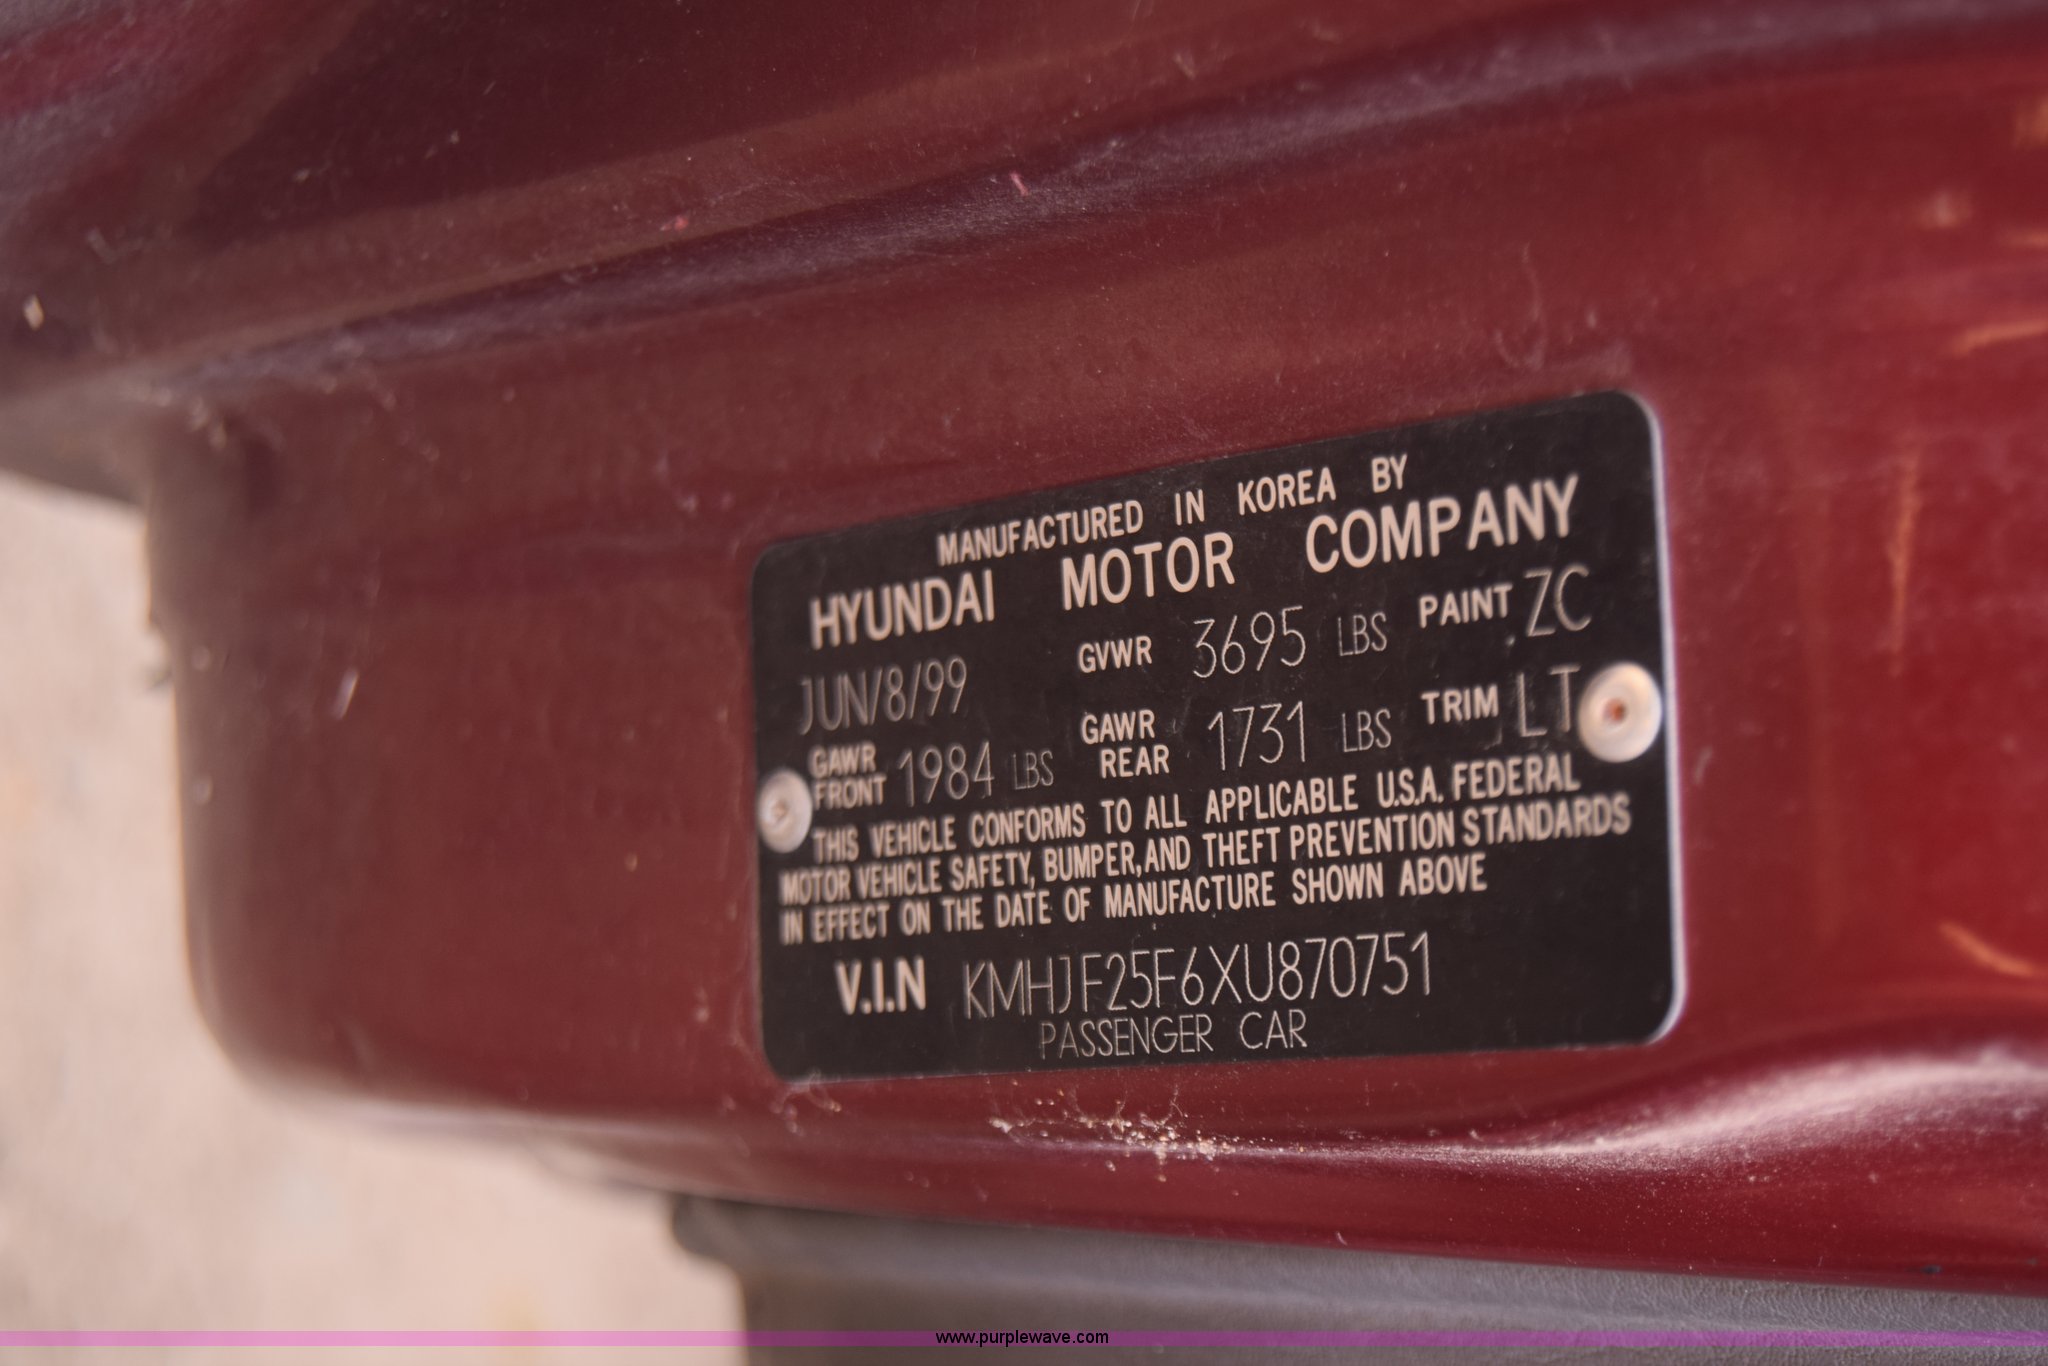 MANUFACTURED IN KOREA BY
HYUNDAI MOTOR COMPANY
JUN/8/99 GVWR 3695 LBS PAINT ZC
GAWR FRONT 1984 LBS GAWR REAR 1731 LBS TRIM LT
THIS VEHICLE CONFORMS TO ALL APPLICABLE U.S.A. FEDERAL
MOTOR VEHICLE SAFETY, BUMPER, AND THEFT PREVENTION STANDARDS
IN EFFECT ON THE DATE OF MANUFACTURE SHOWN ABOVE
V.I.N KMHJF25F6XU870751
PASSENGER CAR
www.purplewave.com